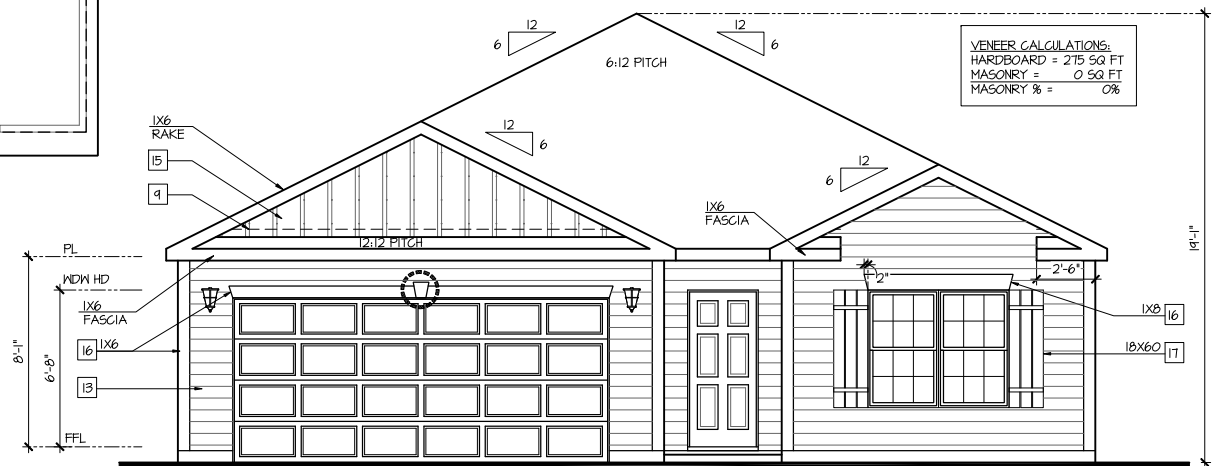 12
6
12
6
6:12 PITCH
VENEER CALCULATIONS:
HARDBOARD = 275 SQ FT
MASONRY = 0 SQ FT
MASONRY % = 0%
1X6
RAKE
15
9
12
6
12
6
1X6
FASCIA
12:12 PITCH
PL
WDW HD
1X6
FASCIA
16 1X6
13
FFL
8'-1"
6'-8"
2"
2'-6"
1X8 16
18X60 17
19'-1"